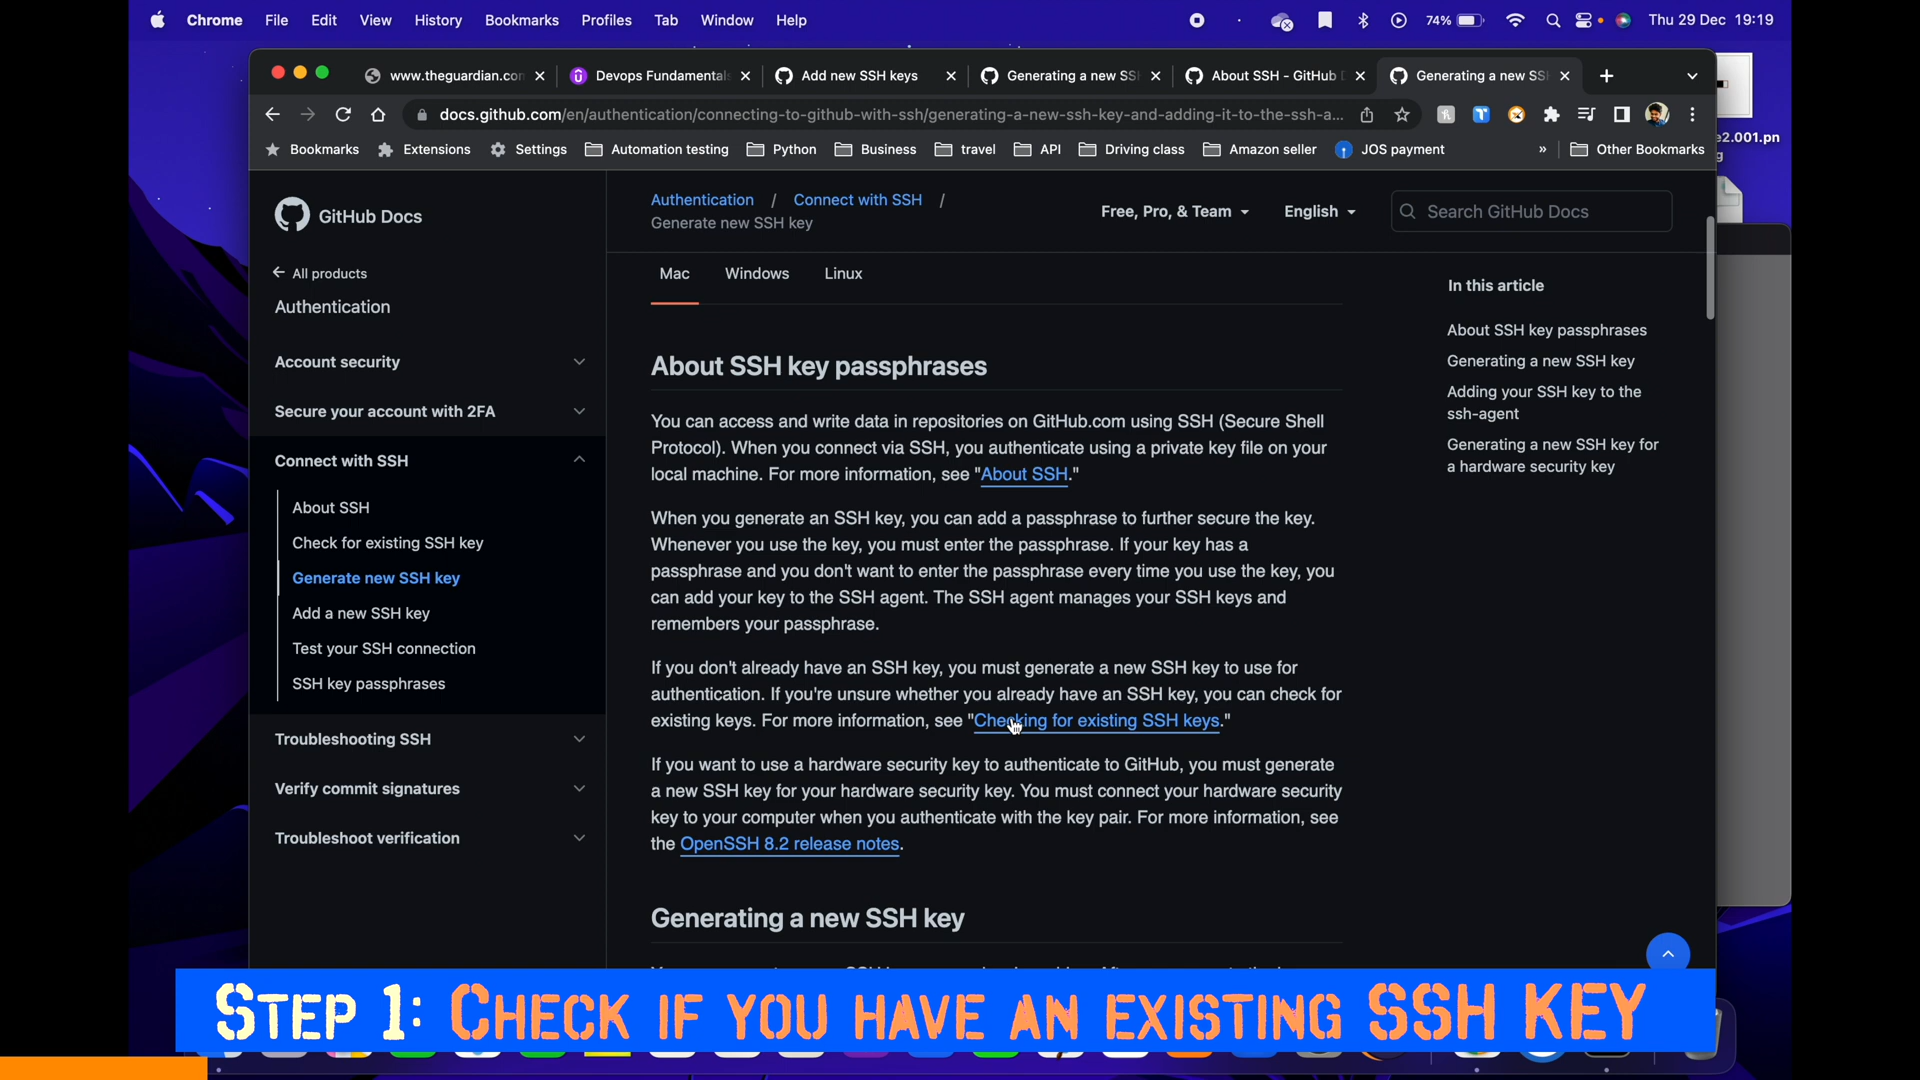 Chrome File Edit View History Bookmarks Profiles Tab Window Help 74% Thu 29 Dec 19:19
www.theguardian.co Devops Fundamentals Add new SSH keys Generating a new SS About SSH - GitHub Generating a new SS
docs.github.com/en/authentication/connecting-to-github-with-ssh/generating-a-new-ssh-key-and-adding-it-to-the-ssh-a...
Bookmarks Extensions Settings Automation testing Python Business travel API Driving class Amazon seller JOS payment » Other Bookmarks
e2.001.pn
g
GitHub Docs
All products
Authentication
Account security
Secure your account with 2FA
Connect with SSH
About SSH
Check for existing SSH key
Generate new SSH key
Add a new SSH key
Test your SSH connection
SSH key passphrases
Troubleshooting SSH
Verify commit signatures
Troubleshoot verification
Authentication / Connect with SSH /
Generate new SSH key
Free, Pro, & Team English Search GitHub Docs
Mac Windows Linux
About SSH key passphrases
You can access and write data in repositories on GitHub.com using SSH (Secure Shell
Protocol). When you connect via SSH, you authenticate using a private key file on your
local machine. For more information, see "About SSH."
When you generate an SSH key, you can add a passphrase to further secure the key.
Whenever you use the key, you must enter the passphrase. If your key has a
passphrase and you don't want to enter the passphrase every time you use the key, you
can add your key to the SSH agent. The SSH agent manages your SSH keys and
remembers your passphrase.
If you don't already have an SSH key, you must generate a new SSH key to use for
authentication. If you're unsure whether you already have an SSH key, you can check for
existing keys. For more information, see "Checking for existing SSH keys."
If you want to use a hardware security key to authenticate to GitHub, you must generate
a new SSH key for your hardware security key. You must connect your hardware security
key to your computer when you authenticate with the key pair. For more information, see
the OpenSSH 8.2 release notes.
Generating a new SSH key
In this article
About SSH key passphrases
Generating a new SSH key
Adding your SSH key to the
ssh-agent
Generating a new SSH key for
a hardware security key
STEP 1: CHECK IF YOU HAVE AN EXISTING SSH KEY